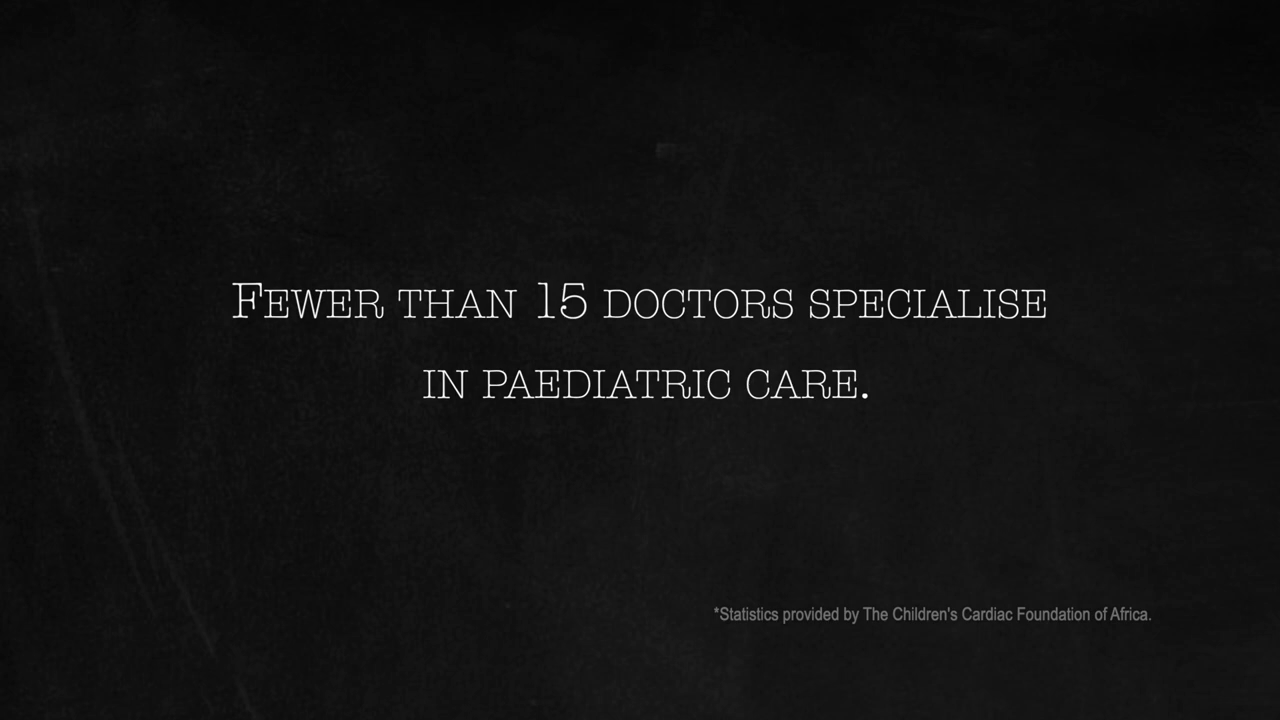 Fewer than 15 doctors specialise
in paediatric care.
*Statistics provided by The Children's Cardiac Foundation of Africa.